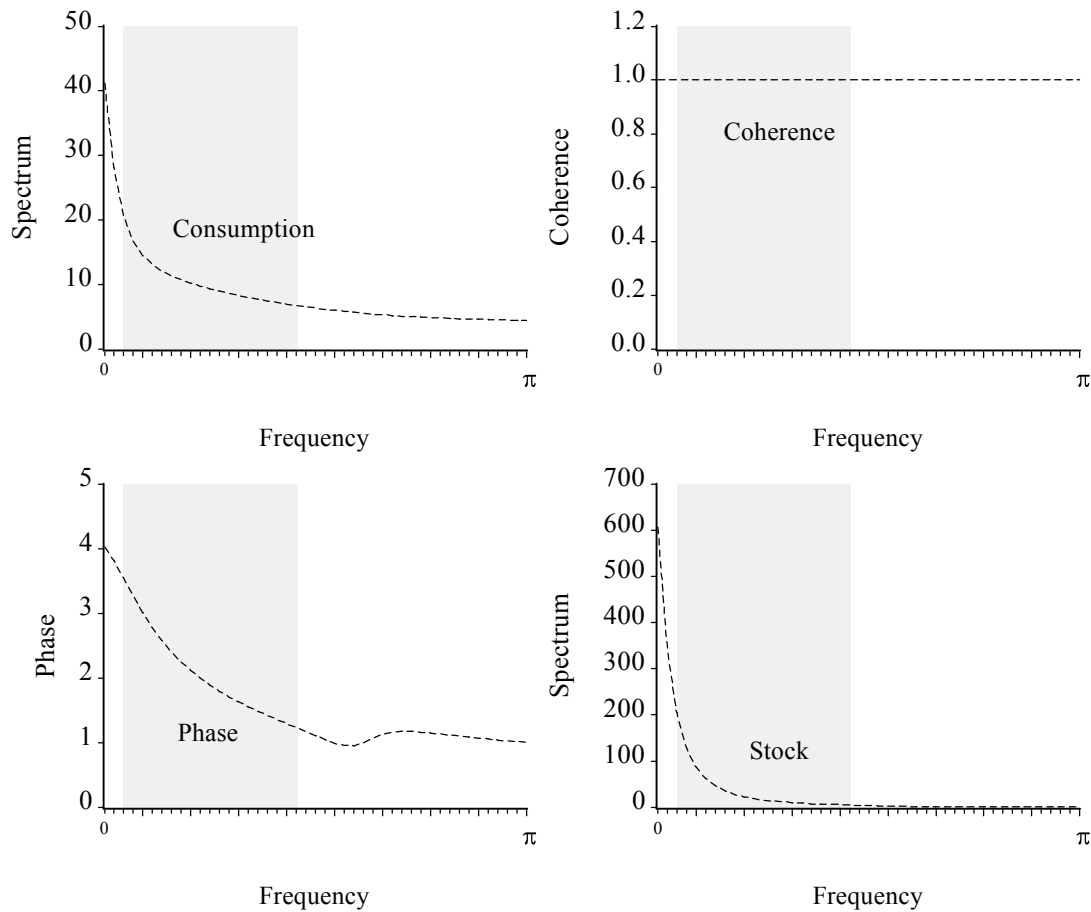 50
40
30
20
10
0
Spectrum
Consumption
0
π
Frequency
1.2
1.0
0.8
0.6
0.4
0.2
0.0
Coherence
Coherence
0
π
Frequency
5
4
3
2
1
0
Phase
Phase
0
π
Frequency
700
600
500
400
300
200
100
0
Spectrum
Stock
0
π
Frequency